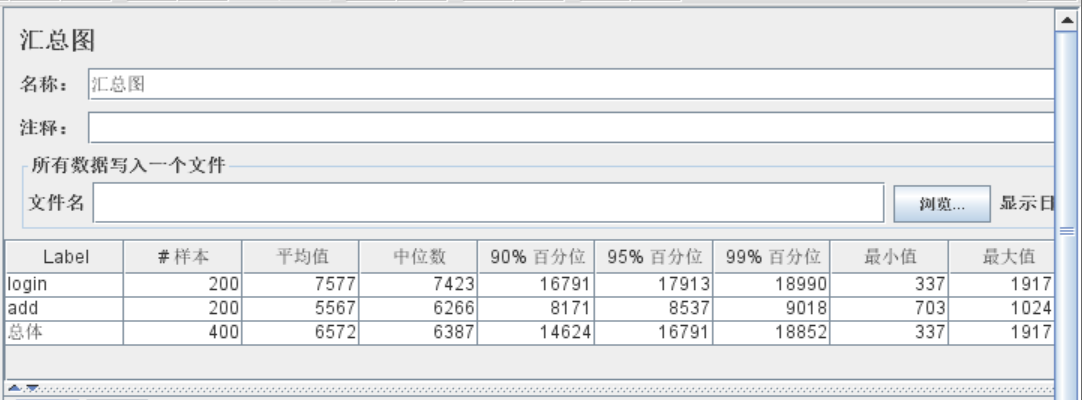 汇总图
名称： 汇总图
注释：
所有数据写入一个文件
文件名 浏览... 显示日
Label # 样本 平均值 中位数 90% 百分位 95% 百分位 99% 百分位 最小值 最大值
login 200 7577 7423 16791 17913 18990 337 1917
add 200 5567 6266 8171 8537 9018 703 1024
总体 400 6572 6387 14624 16791 18852 337 1917